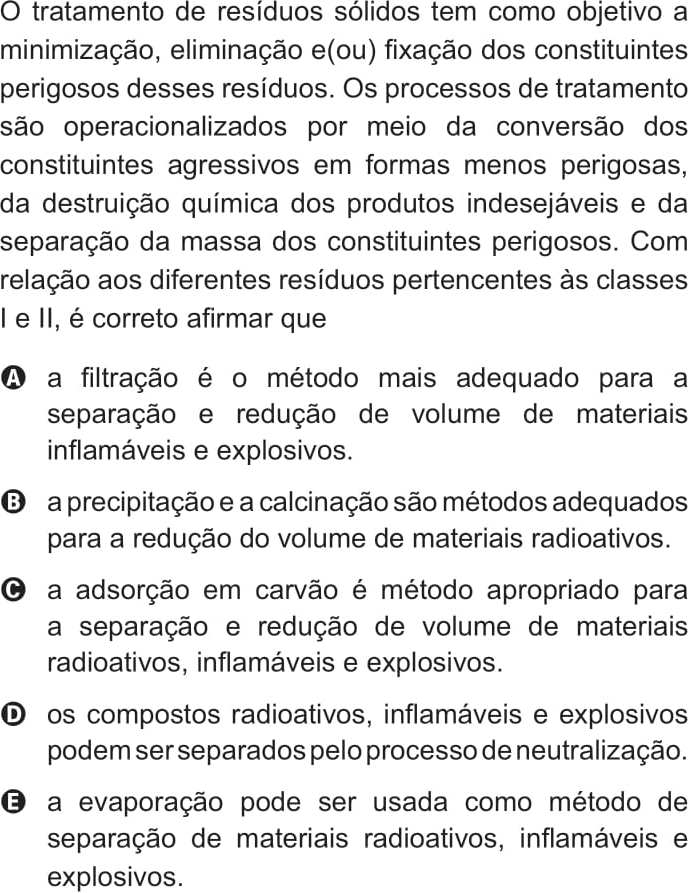 O tratamento de resíduos sólidos tem como objetivo a
minimização, eliminação e(ou) fixação dos constituintes
perigosos desses resíduos. Os processos de tratamento
são operacionalizados por meio da conversão dos
constituintes agressivos em formas menos perigosas,
da destruição química dos produtos indesejáveis e da
separação da massa dos constituintes perigosos. Com
relação aos diferentes resíduos pertencentes às classes
I e II, é correto afirmar que
A a filtração é o método mais adequado para a
separação e redução de volume de materiais
inflamáveis e explosivos.
B a precipitação e a calcinação são métodos adequados
para a redução do volume de materiais radioativos.
C a adsorção em carvão é método apropriado para
a separação e redução de volume de materiais
radioativos, inflamáveis e explosivos.
D os compostos radioativos, inflamáveis e explosivos
podem ser separados pelo processo de neutralização.
E a evaporação pode ser usada como método de
separação de materiais radioativos, inflamáveis e
explosivos.